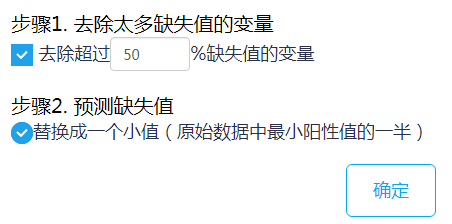 步骤1. 去除太多缺失值的变量
去除超过 50 %缺失值的变量
步骤2. 预测缺失值
替换成一个小值（原始数据中最小阳性值的一半）
确定